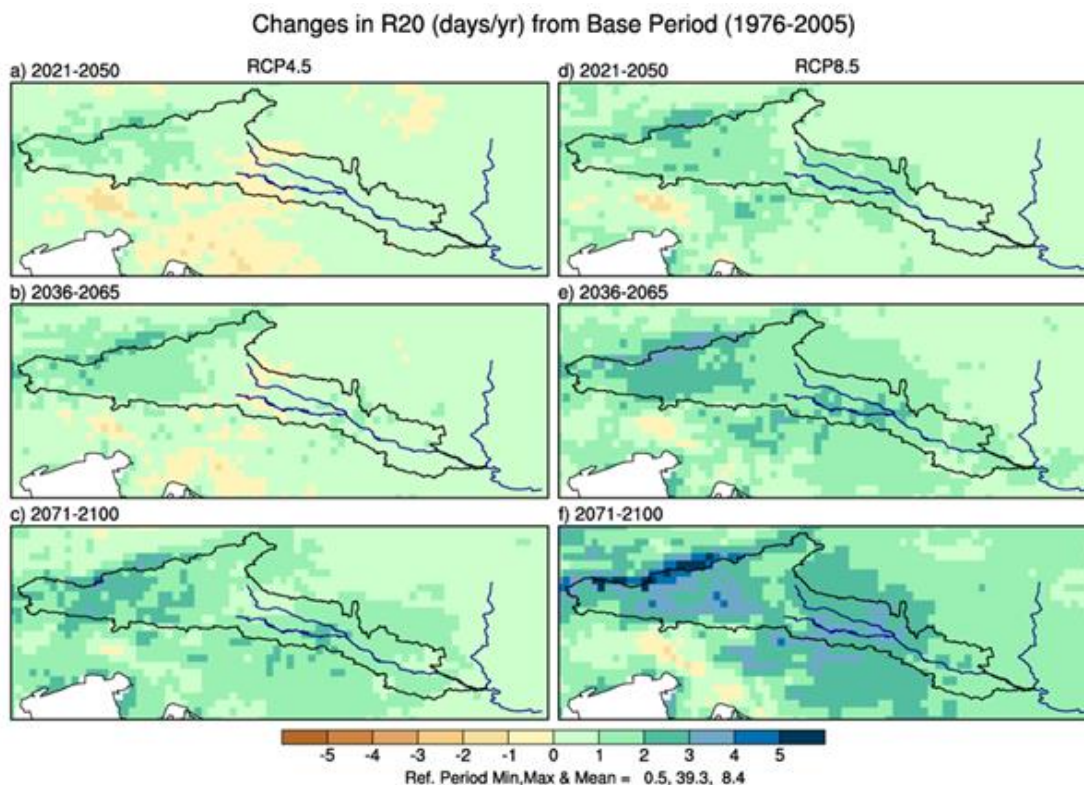 Changes in R20 (days/yr) from Base Period (1976-2005)
a) 2021-2050 RCP4.5
d) 2021-2050 RCP8.5
b) 2036-2065
e) 2036-2065
c) 2071-2100
f) 2071-2100
-5 -4 -3 -2 -1 0 1 2 3 4 5
Ref. Period Min,Max & Mean = 0.5, 39.3, 8.4